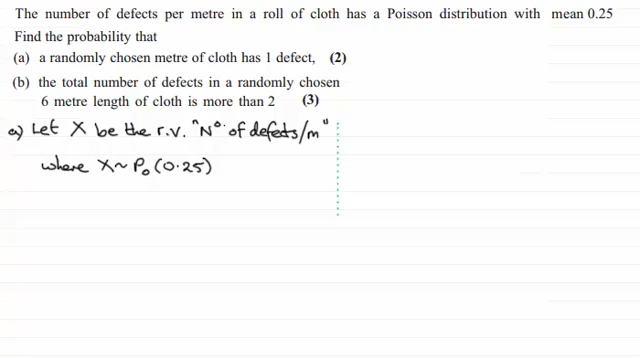 The number of defects per metre in a roll of cloth has a Poisson distribution with mean 0.25
Find the probability that
(a) a randomly chosen metre of cloth has 1 defect, (2)
(b) the total number of defects in a randomly chosen
6 metre length of cloth is more than 2 (3)
a) Let X be the r.v. "Nº. of defects/m"
where X ~ Po (0.25)